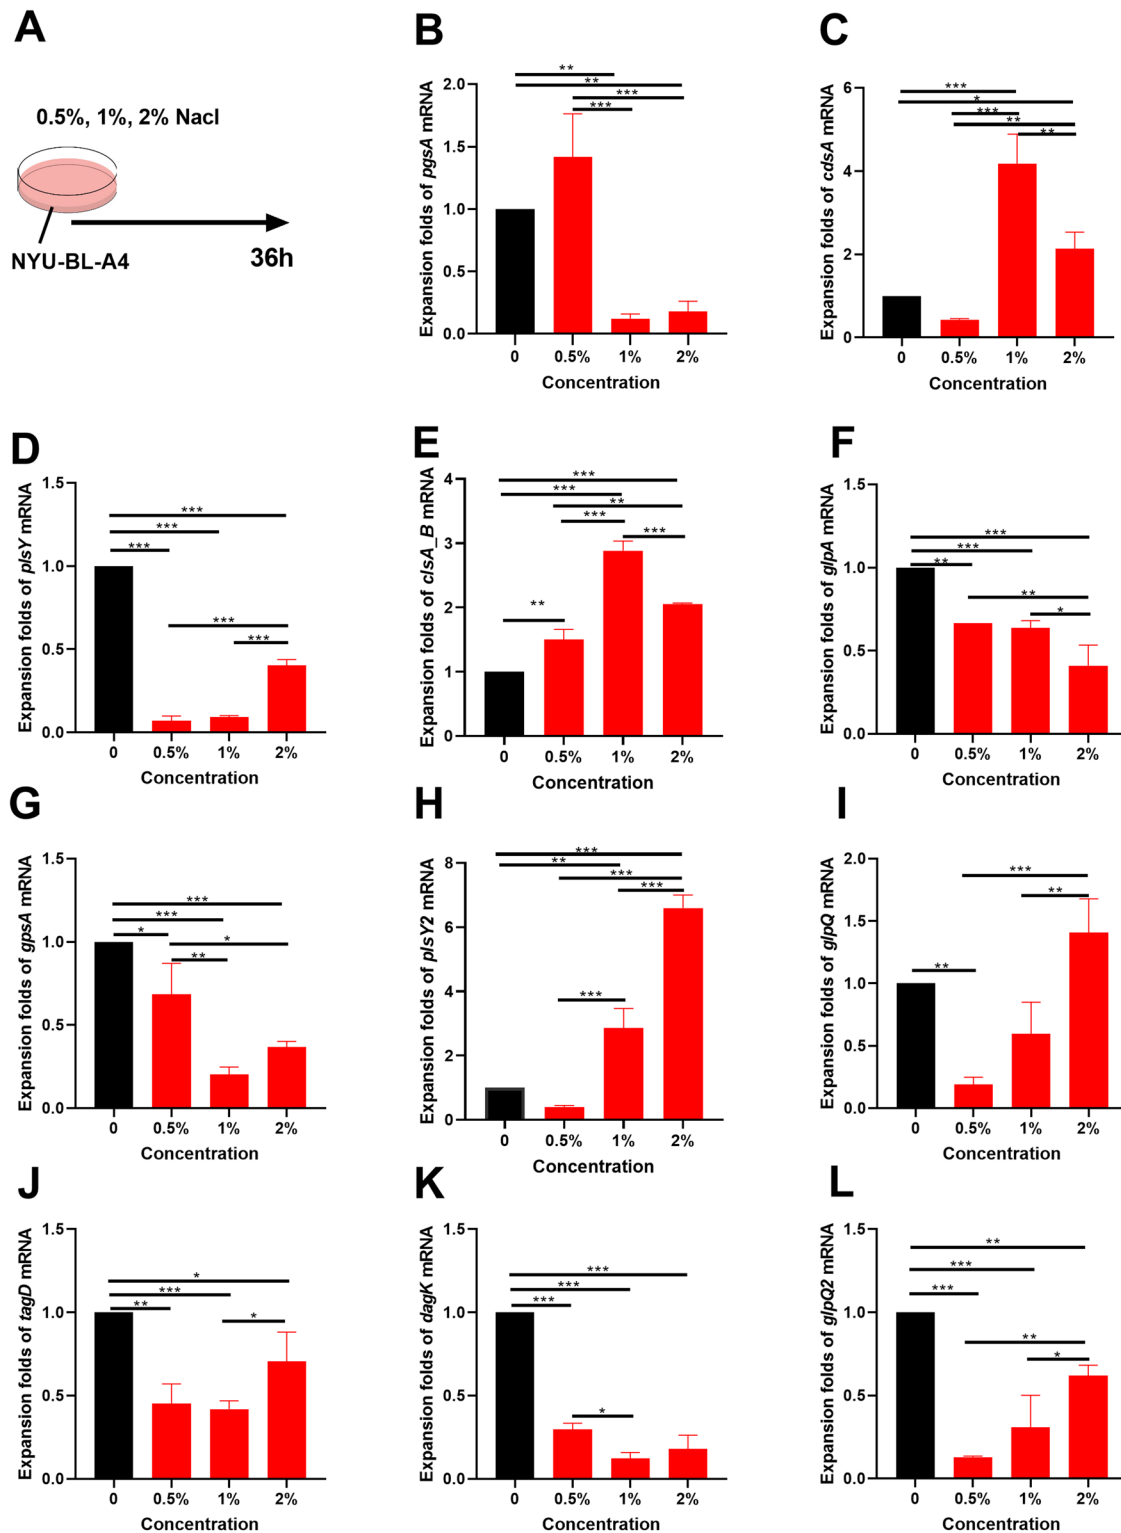 A
0.5%, 1%, 2% Nacl
NYU-BL-A4
36h
B
Expansion folds of pgsA mRNA
2.0
1.5
1.0
0.5
0.0
**
**
***
***
0 0.5% 1% 2%
Concentration
C
Expansion folds of cdsA mRNA
6
4
2
0
***
*
***
**
**
0 0.5% 1% 2%
Concentration
D
Expansion folds of plsY mRNA
1.5
1.0
0.5
0.0
***
***
***
***
***
0 0.5% 1% 2%
Concentration
E
Expansion folds of clsA_B mRNA
4
3
2
1
0
***
***
**
***
***
**
0 0.5% 1% 2%
Concentration
F
Expansion folds of glpA mRNA
1.5
1.0
0.5
0.0
***
***
**
**
*
0 0.5% 1% 2%
Concentration
G
Expansion folds of gpsA mRNA
1.5
1.0
0.5
0.0
***
***
*
*
**
0 0.5% 1% 2%
Concentration
H
Expansion folds of plsY2 mRNA
8
6
4
2
0
***
**
***
***
***
0 0.5% 1% 2%
Concentration
I
Expansion folds of glpQ mRNA
2.0
1.5
1.0
0.5
0.0
***
**
**
0 0.5% 1% 2%
Concentration
J
Expansion folds of tagD mRNA
1.5
1.0
0.5
0.0
*
***
**
*
0 0.5% 1% 2%
Concentration
K
Expansion folds of dagK mRNA
1.5
1.0
0.5
0.0
***
***
***
*
0 0.5% 1% 2%
Concentration
L
Expansion folds of glpQ2 mRNA
1.5
1.0
0.5
0.0
**
***
***
**
*
0 0.5% 1% 2%
Concentration